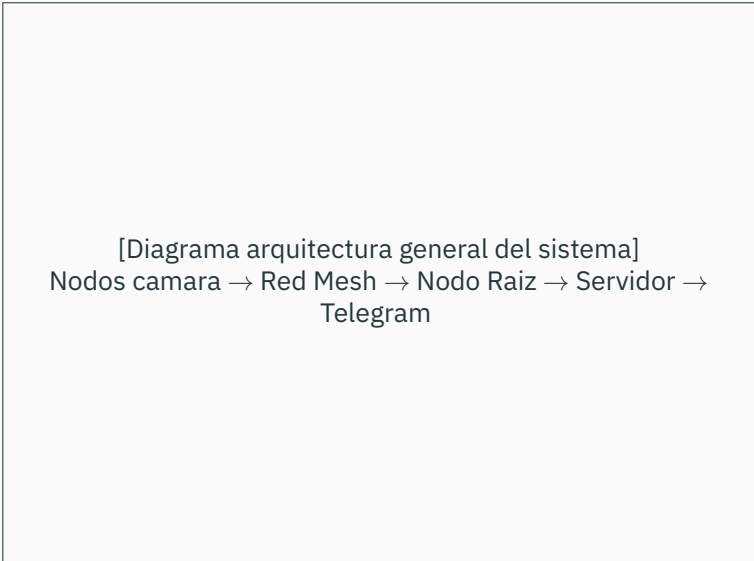 [Diagrama arquitectura general del sistema]
Nodos camara → Red Mesh → Nodo Raiz → Servidor →
Telegram